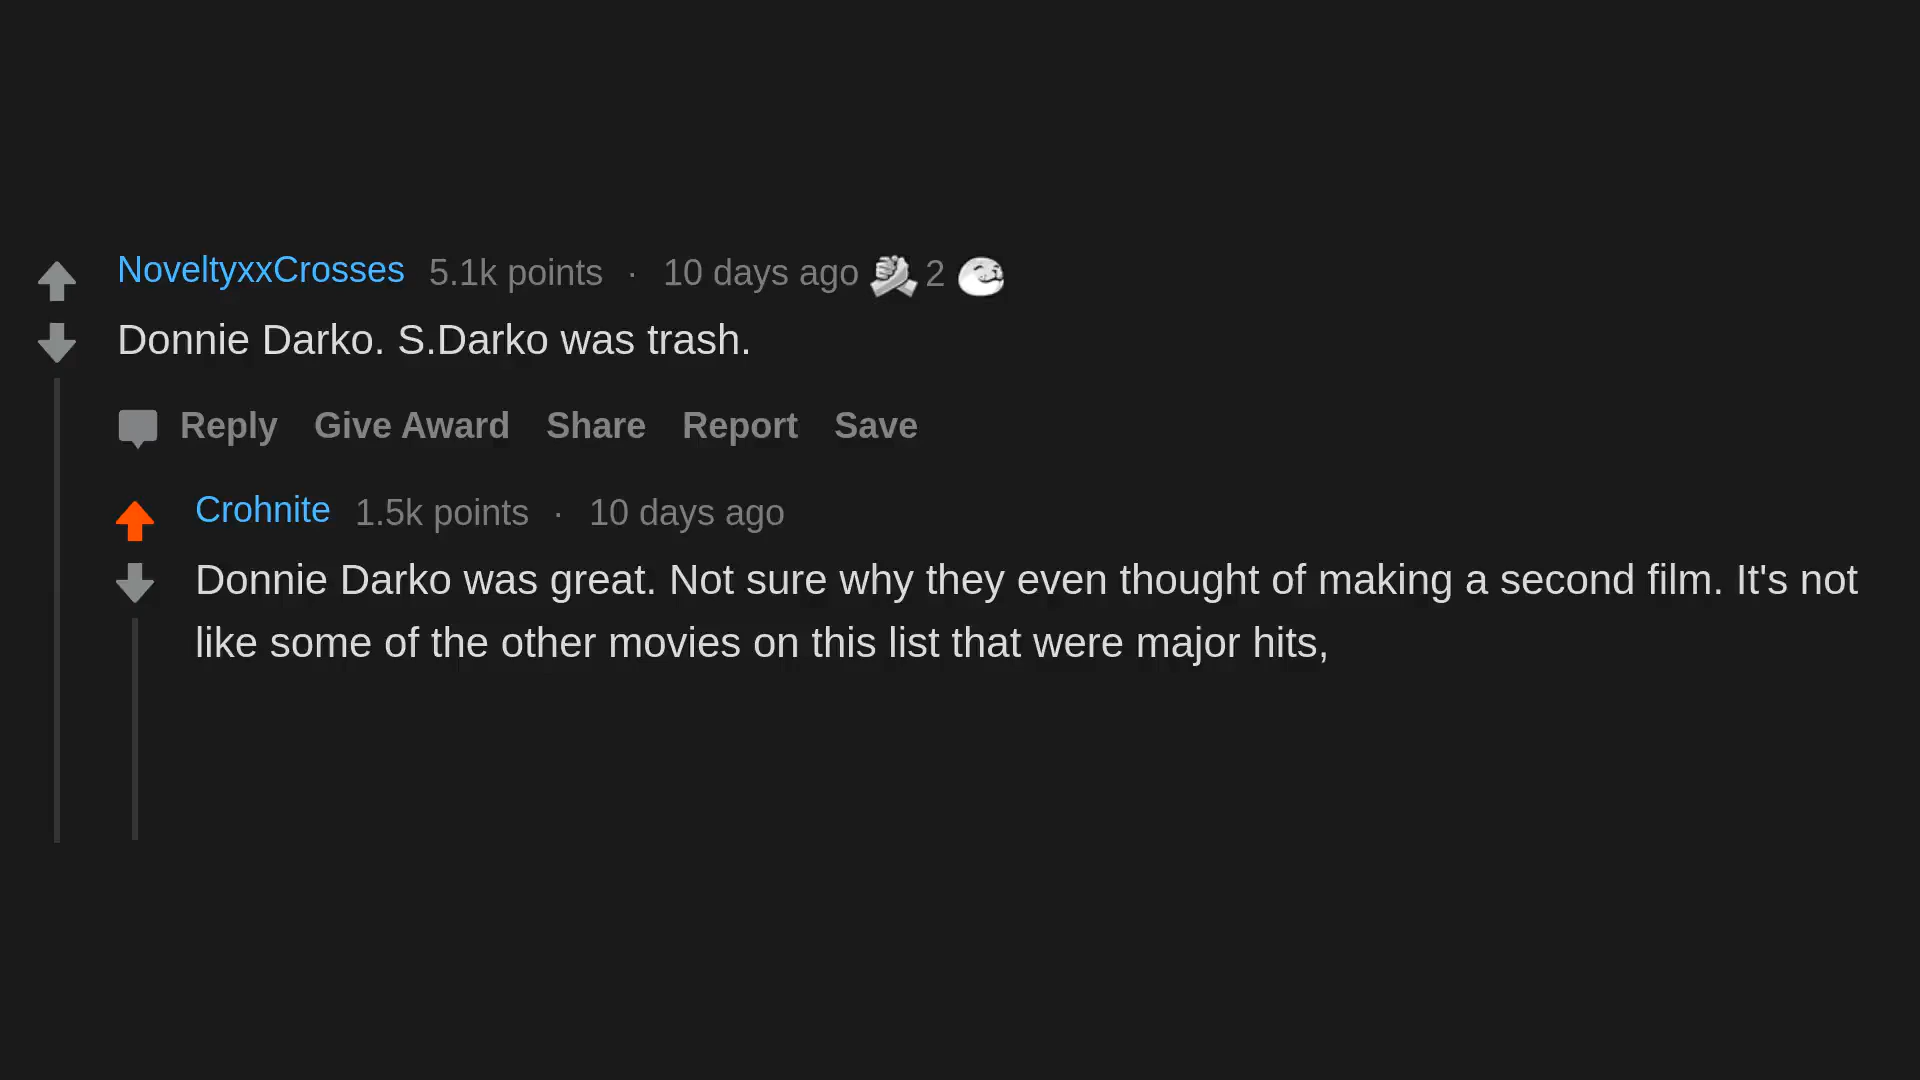 NoveltyxxCrosses 5.1k points · 10 days ago 2
Donnie Darko. S.Darko was trash.
Reply Give Award Share Report Save
Crohnite 1.5k points · 10 days ago
Donnie Darko was great. Not sure why they even thought of making a second film. It's not
like some of the other movies on this list that were major hits,